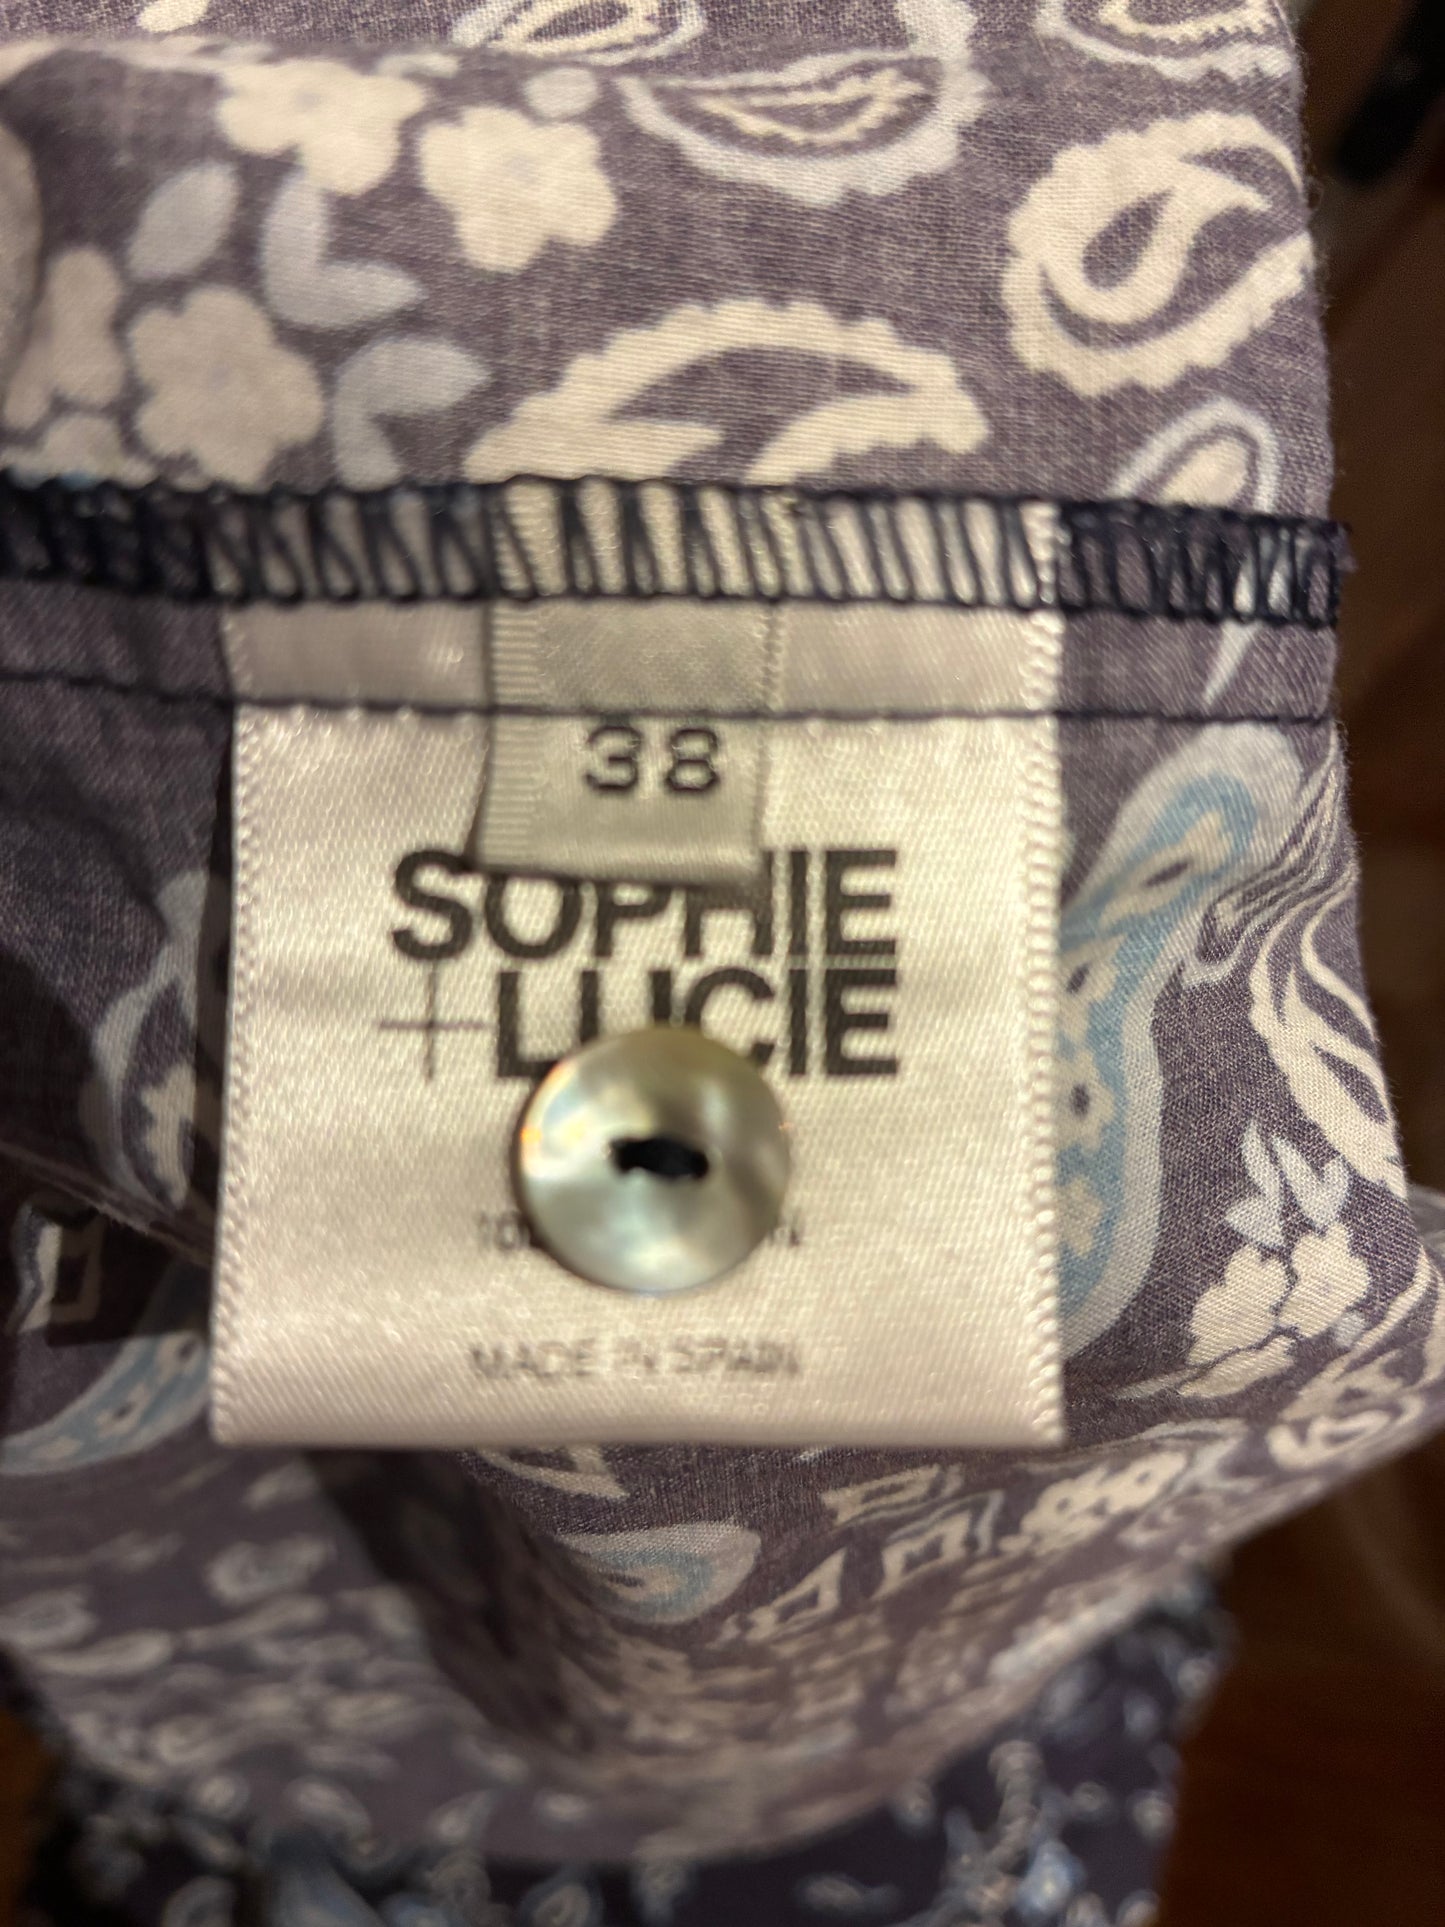 38
SOPHIE
+LUCIE
MADE IN SPAIN